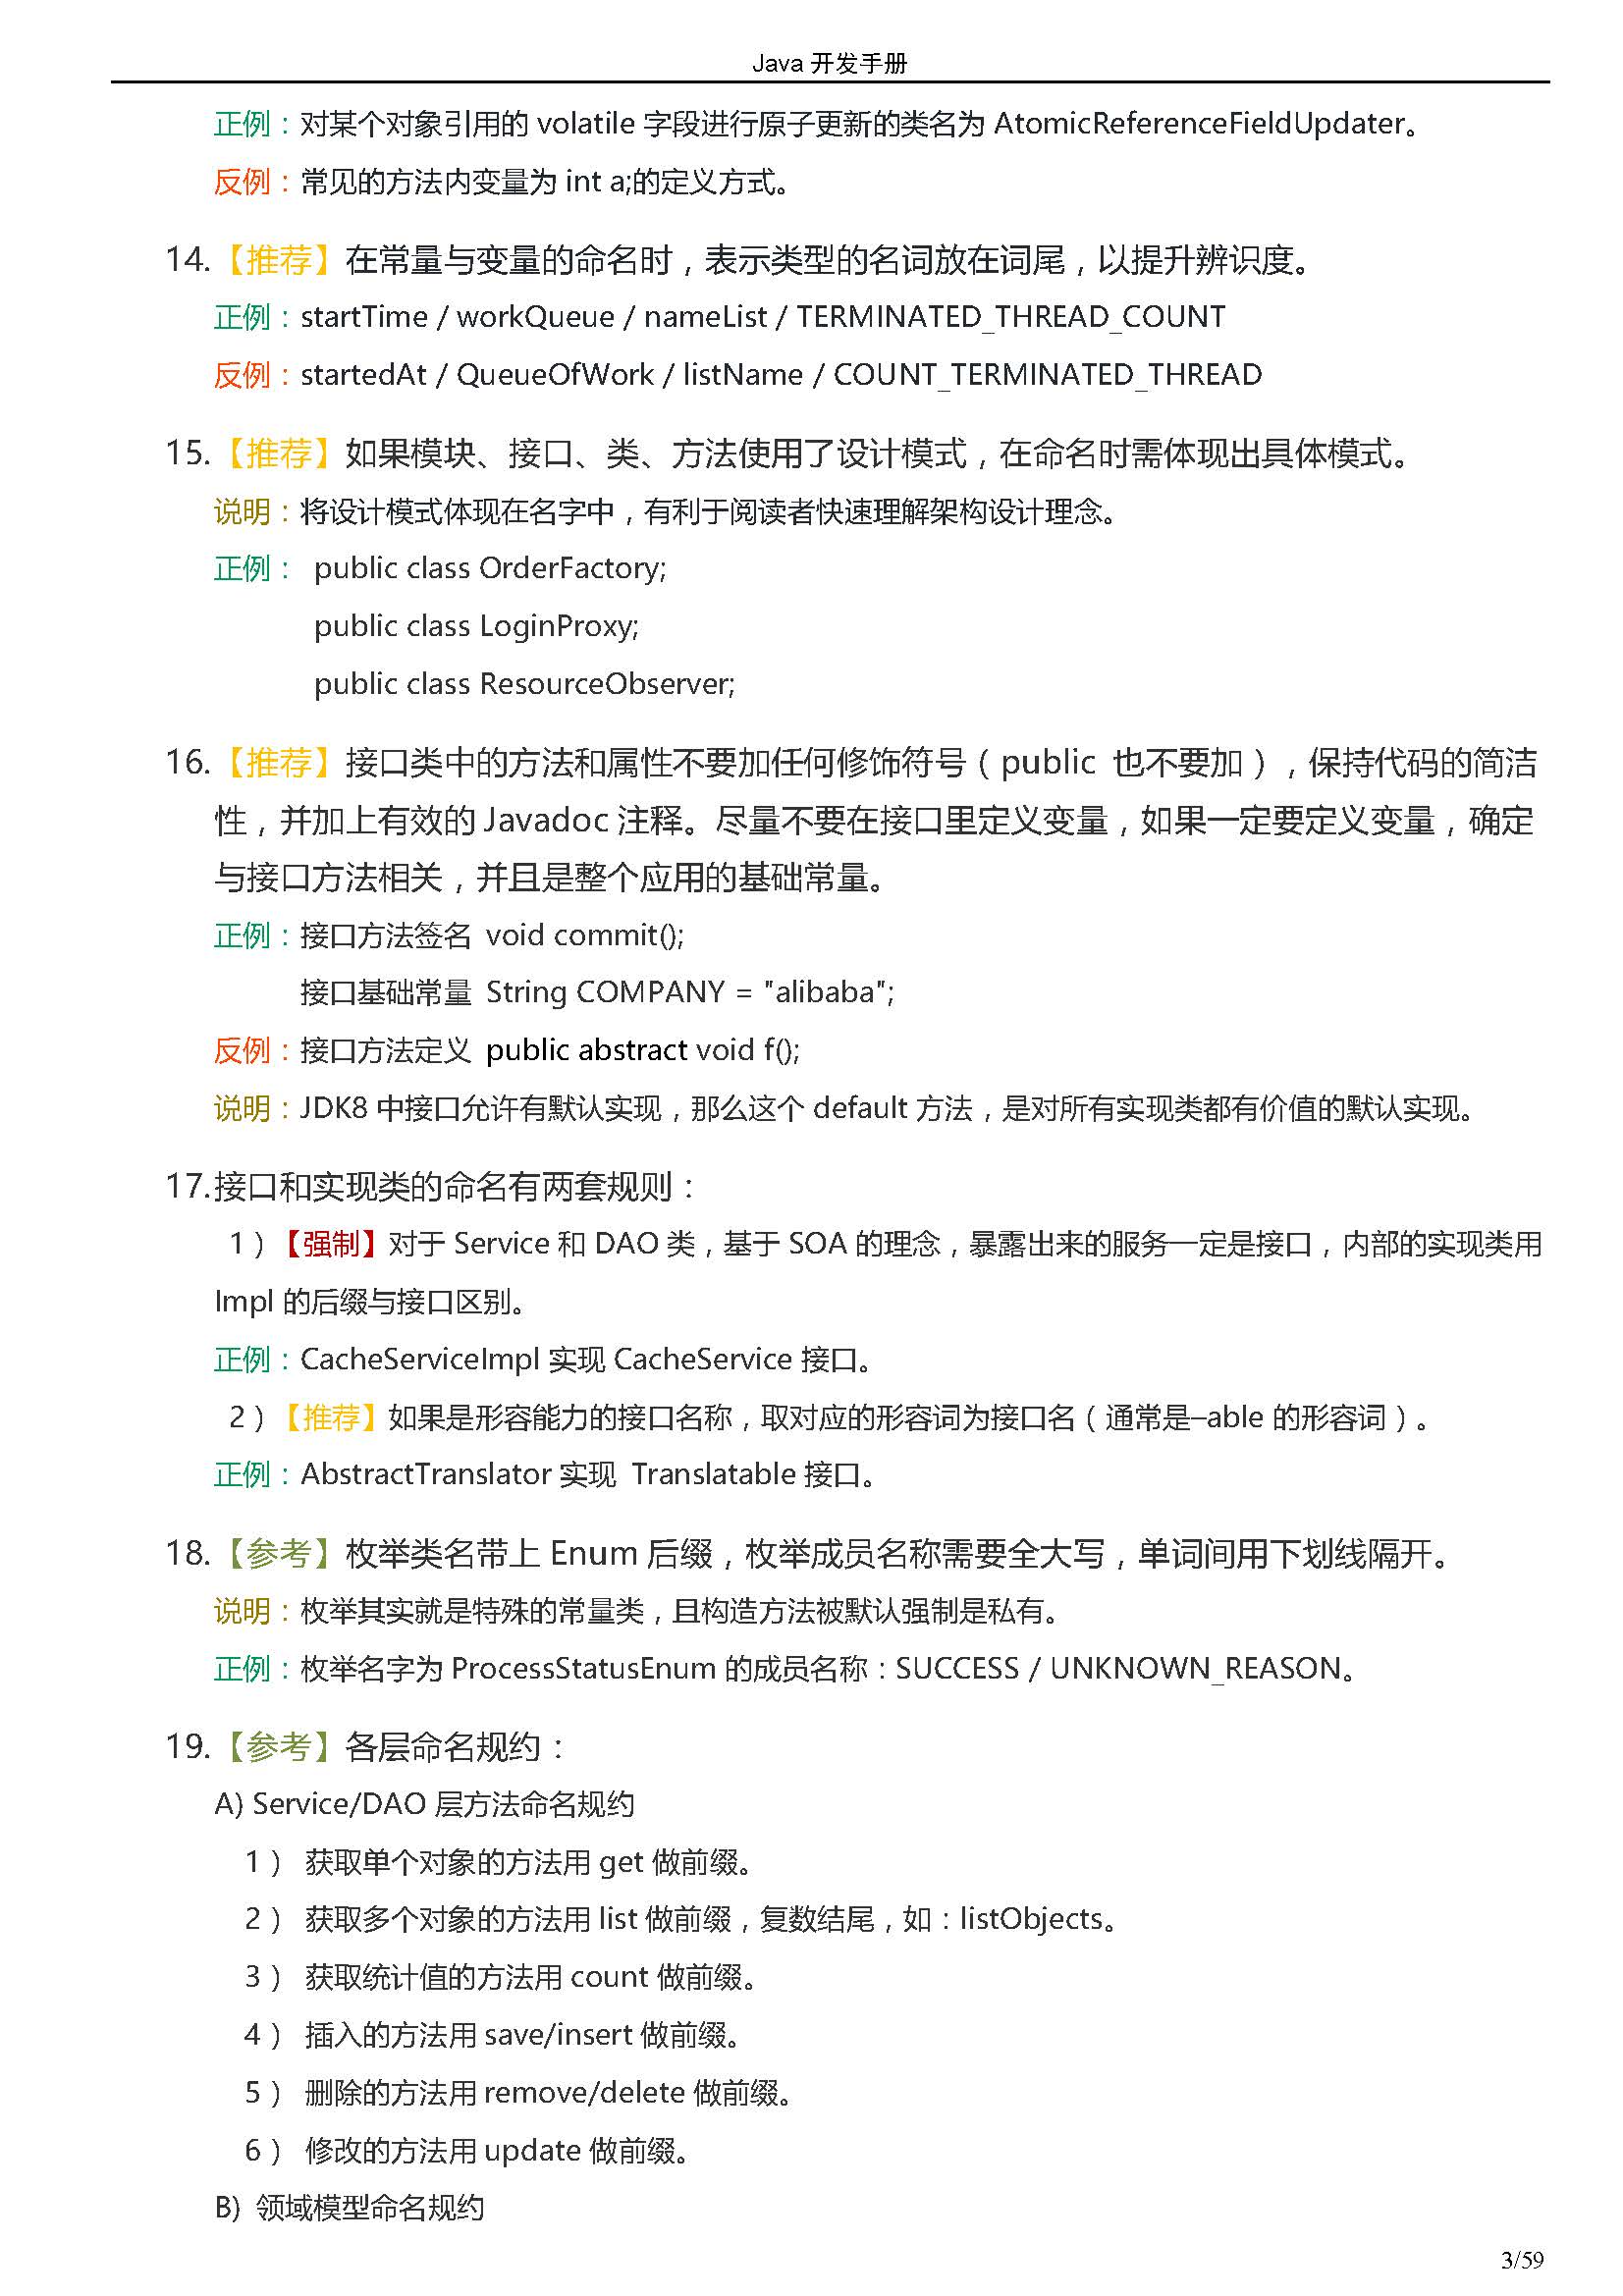 Java 开发手册
正例：对某个对象引用的 volatile 字段进行原子更新的类名为 AtomicReferenceFieldUpdater。
反例：常见的方法内变量为 int a;的定义方式。
14.【推荐】在常量与变量的命名时，表示类型的名词放在词尾，以提升辨识度。
正例：startTime / workQueue / nameList / TERMINATED_THREAD_COUNT
反例：startedAt / QueueOfWork / listName / COUNT_TERMINATED_THREAD
15.【推荐】如果模块、接口、类、方法使用了设计模式，在命名时需体现出具体模式。
说明：将设计模式体现在名字中，有利于阅读者快速理解架构设计理念。
正例： public class OrderFactory;
public class LoginProxy;
public class ResourceObserver;
16.【推荐】接口类中的方法和属性不要加任何修饰符号（public 也不要加），保持代码的简洁
性，并加上有效的 Javadoc 注释。尽量不要在接口里定义变量，如果一定要定义变量，确定
与接口方法相关，并且是整个应用的基础常量。
正例：接口方法签名 void commit();
接口基础常量 String COMPANY = "alibaba";
反例：接口方法定义 public abstract void f();
说明：JDK8 中接口允许有默认实现，那么这个 default 方法，是对所有实现类都有价值的默认实现。
17.接口和实现类的命名有两套规则：
1）【强制】对于 Service 和 DAO 类，基于 SOA 的理念，暴露出来的服务一定是接口，内部的实现类用
Impl 的后缀与接口区别。
正例：CacheServiceImpl 实现 CacheService 接口。
2）【推荐】如果是形容能力的接口名称，取对应的形容词为接口名（通常是–able 的形容词）。
正例：AbstractTranslator 实现 Translatable 接口。
18.【参考】枚举类名带上 Enum 后缀，枚举成员名称需要全大写，单词间用下划线隔开。
说明：枚举其实就是特殊的常量类，且构造方法被默认强制是私有。
正例：枚举名字为 ProcessStatusEnum 的成员名称：SUCCESS / UNKNOWN_REASON。
19.【参考】各层命名规约：
A) Service/DAO 层方法命名规约
1） 获取单个对象的方法用 get 做前缀。
2） 获取多个对象的方法用 list 做前缀，复数结尾，如：listObjects。
3） 获取统计值的方法用 count 做前缀。
4） 插入的方法用 save/insert 做前缀。
5） 删除的方法用 remove/delete 做前缀。
6） 修改的方法用 update 做前缀。
B) 领域模型命名规约
3/59